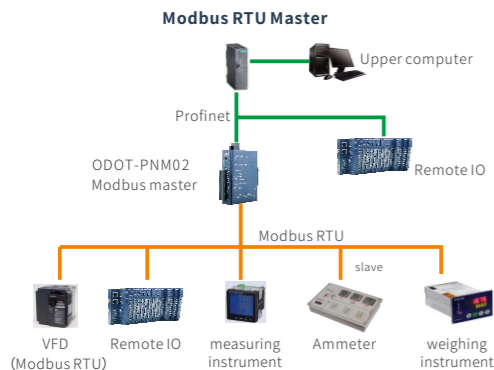 Modbus RTU Master
Upper computer
Profinet
ODOT-PNM02
Modbus master
Remote IO
Modbus RTU
slave
VFD
(Modbus RTU)
Remote IO
measuring
instrument
Ammeter
weighing
instrument